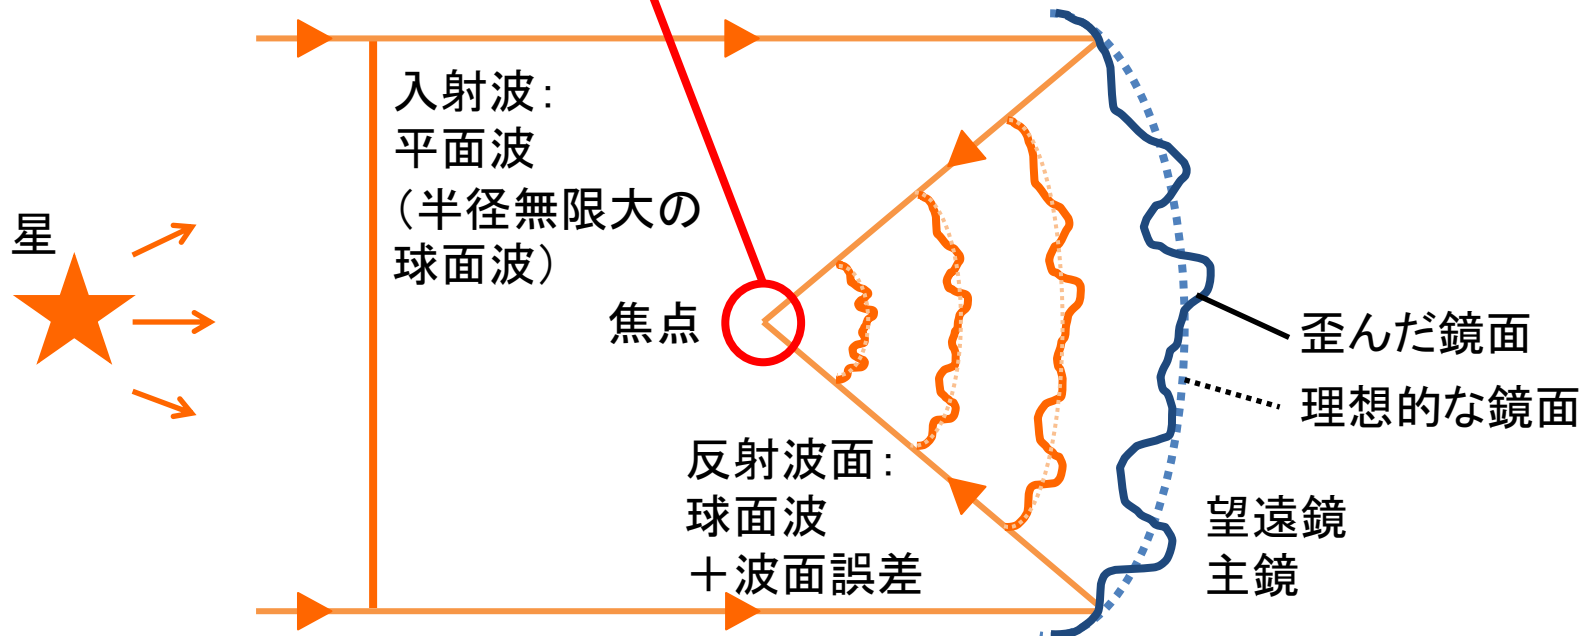 星
入射波：
平面波
（半径無限大の
球面波）
焦点
反射波面：
球面波
＋波面誤差
歪んだ鏡面
理想的な鏡面
望遠鏡
主鏡